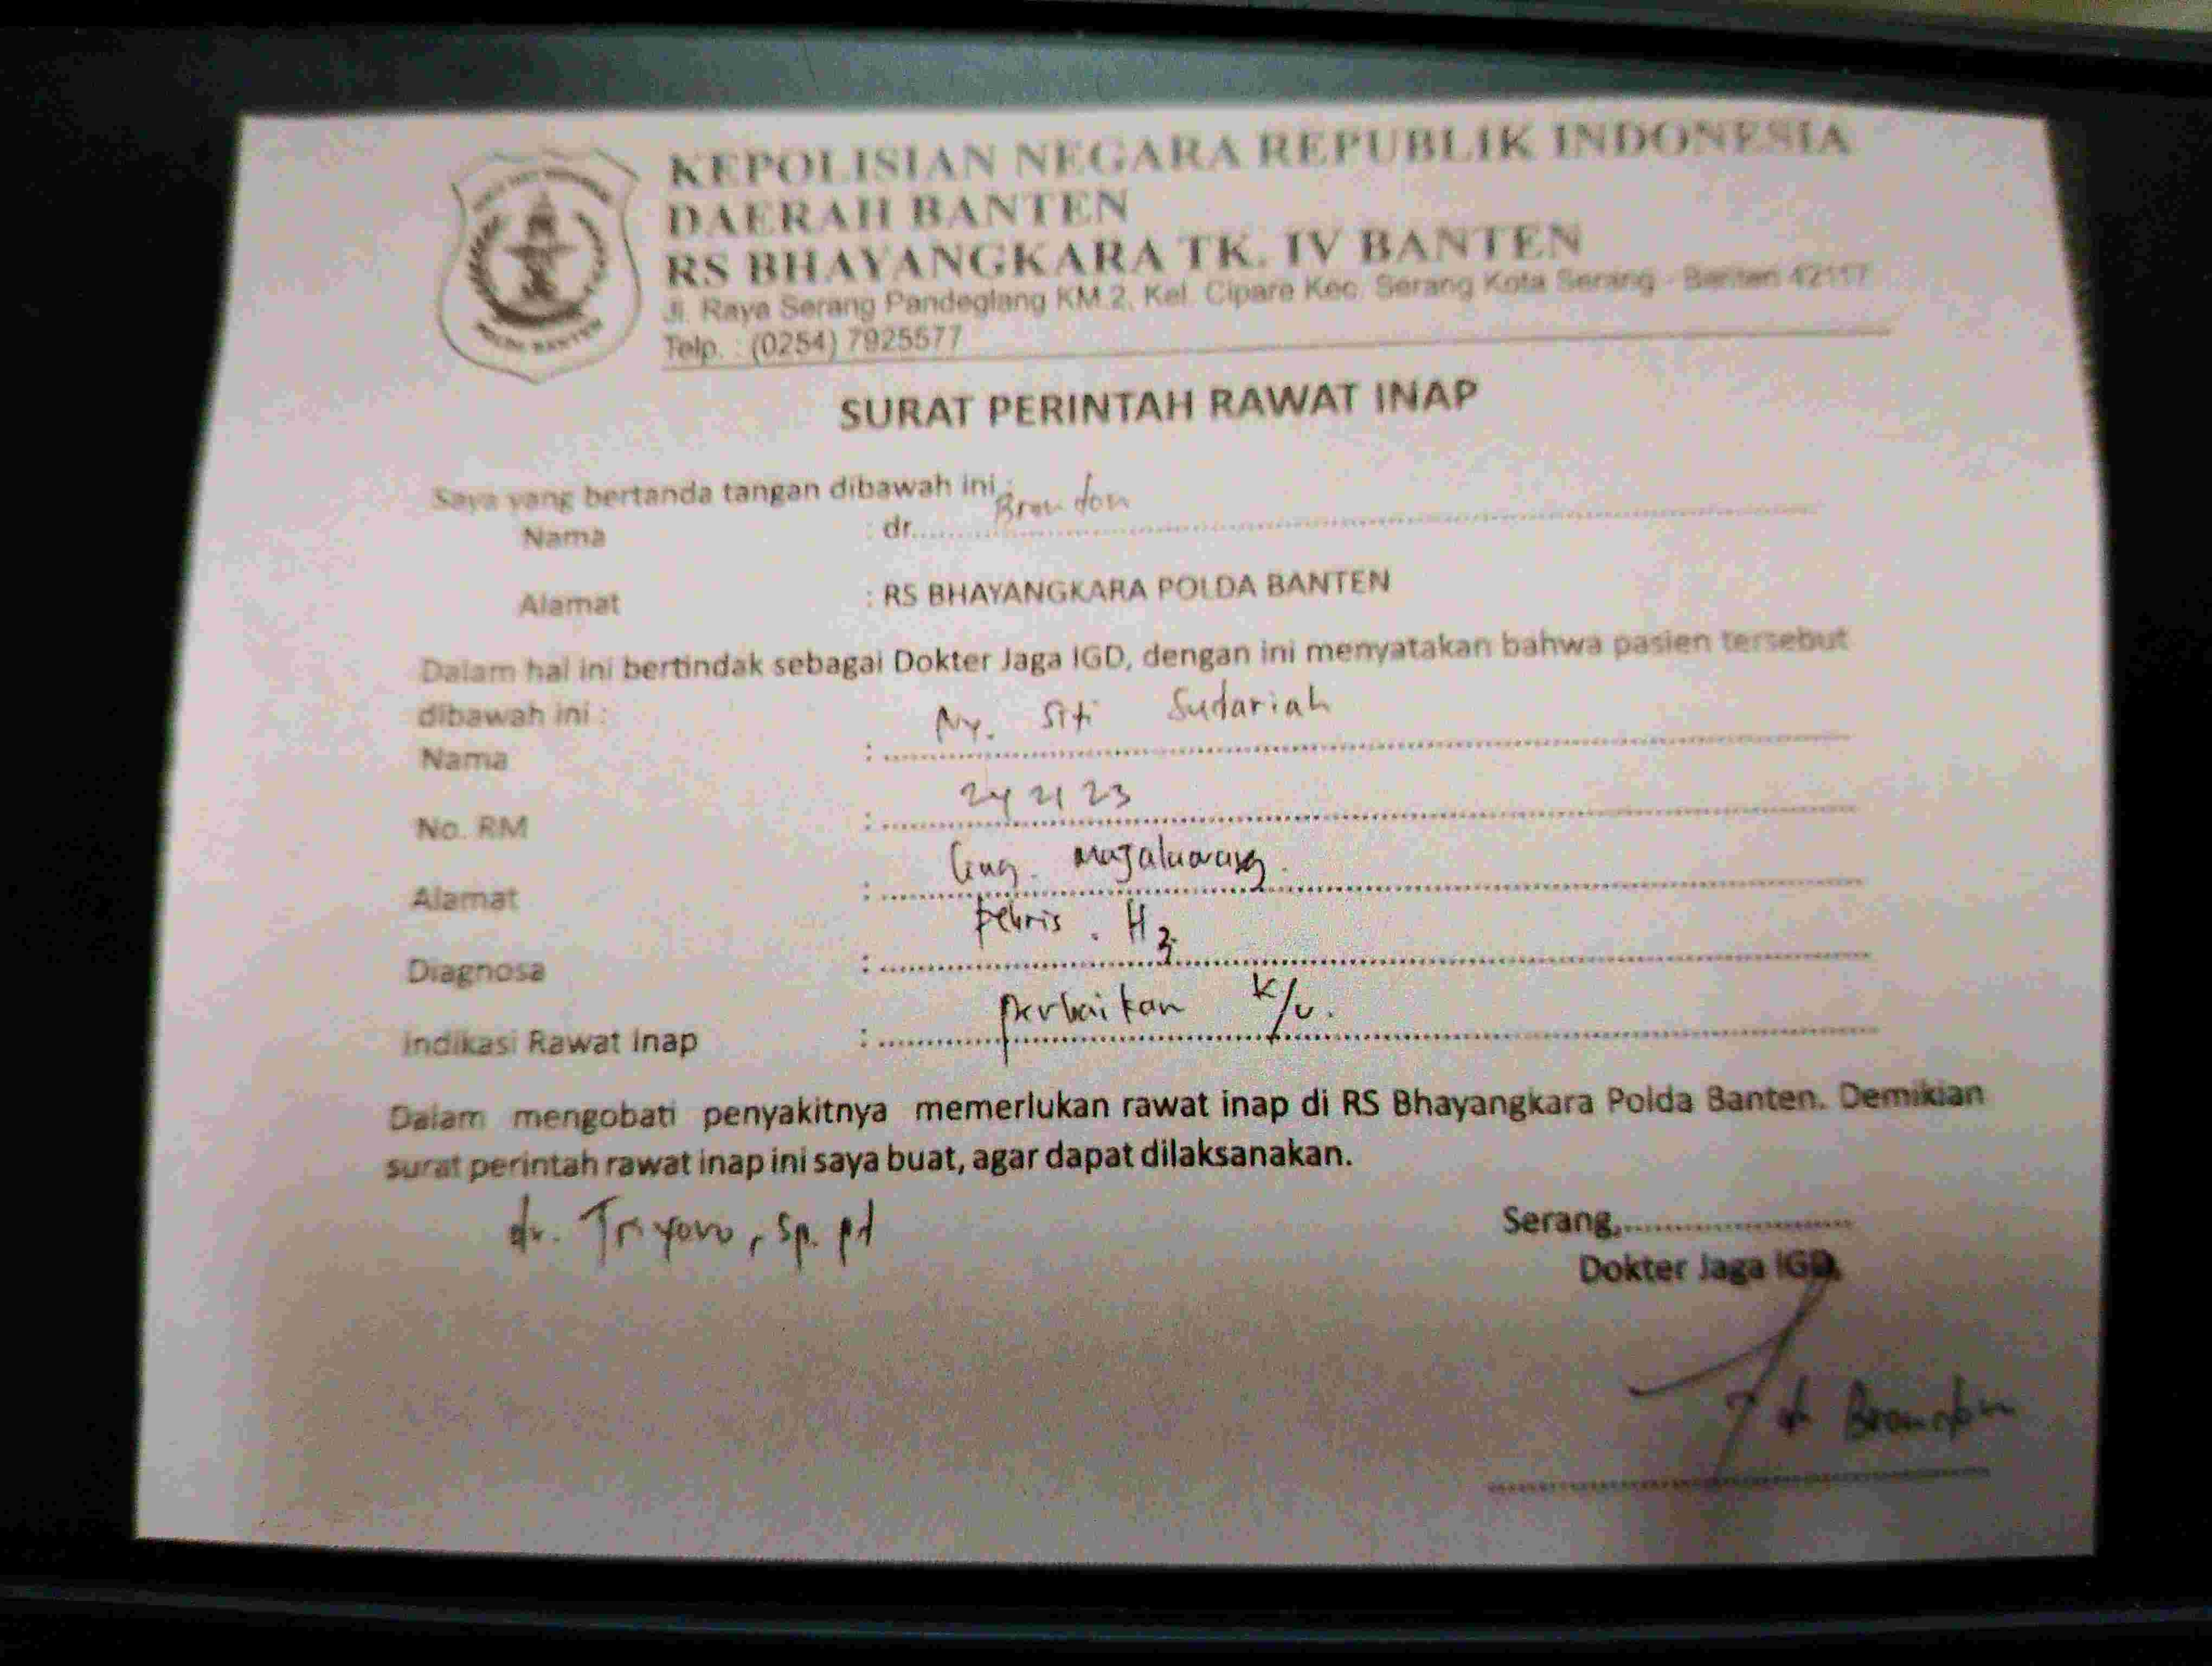 KEPOLISIAN NEGARA REPUBLIK INDONESIA
DAERAH BANTEN
RS BHAYANGKARA TK. IV BANTEN
Jl. Raya Serang Pandeglang KM.2, Kel. Cipare Kec. Serang Kota Serang - Banten 42117
Telp. : (0254) 7925577
POLDA BANTEN
SURAT PERINTAH RAWAT INAP
Saya yang bertanda tangan dibawah ini :
Nama : dr. Brandon
Alamat : RS BHAYANGKARA POLDA BANTEN
Dalam hal ini bertindak sebagai Dokter Jaga IGD, dengan ini menyatakan bahwa pasien tersebut
dibawah ini :
Nama : Ny. Siti Sudariah
No. RM : 242123
Alamat :
Diagnosa : Febris . H3
Indikasi Rawat Inap : Perbaikan K/U.
Dalam mengobati penyakitnya memerlukan rawat inap di RS Bhayangkara Polda Banten. Demikian
surat perintah rawat inap ini saya buat, agar dapat dilaksanakan.
dr. Triyono, Sp. pd
Serang,
Dokter Jaga IGD,
dr Brandon